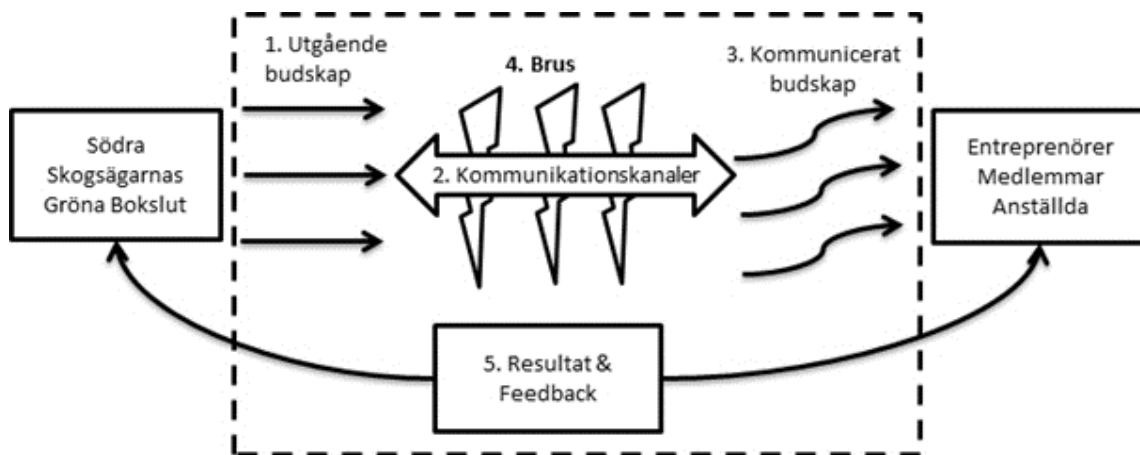 1. Utgående
budskap
4. Brus
3. Kommunicerat
budskap
Södra
Skogsägarnas
Gröna Bokslut
2. Kommunikationskanaler
Entreprenörer
Medlemmar
Anställda
5. Resultat &
Feedback